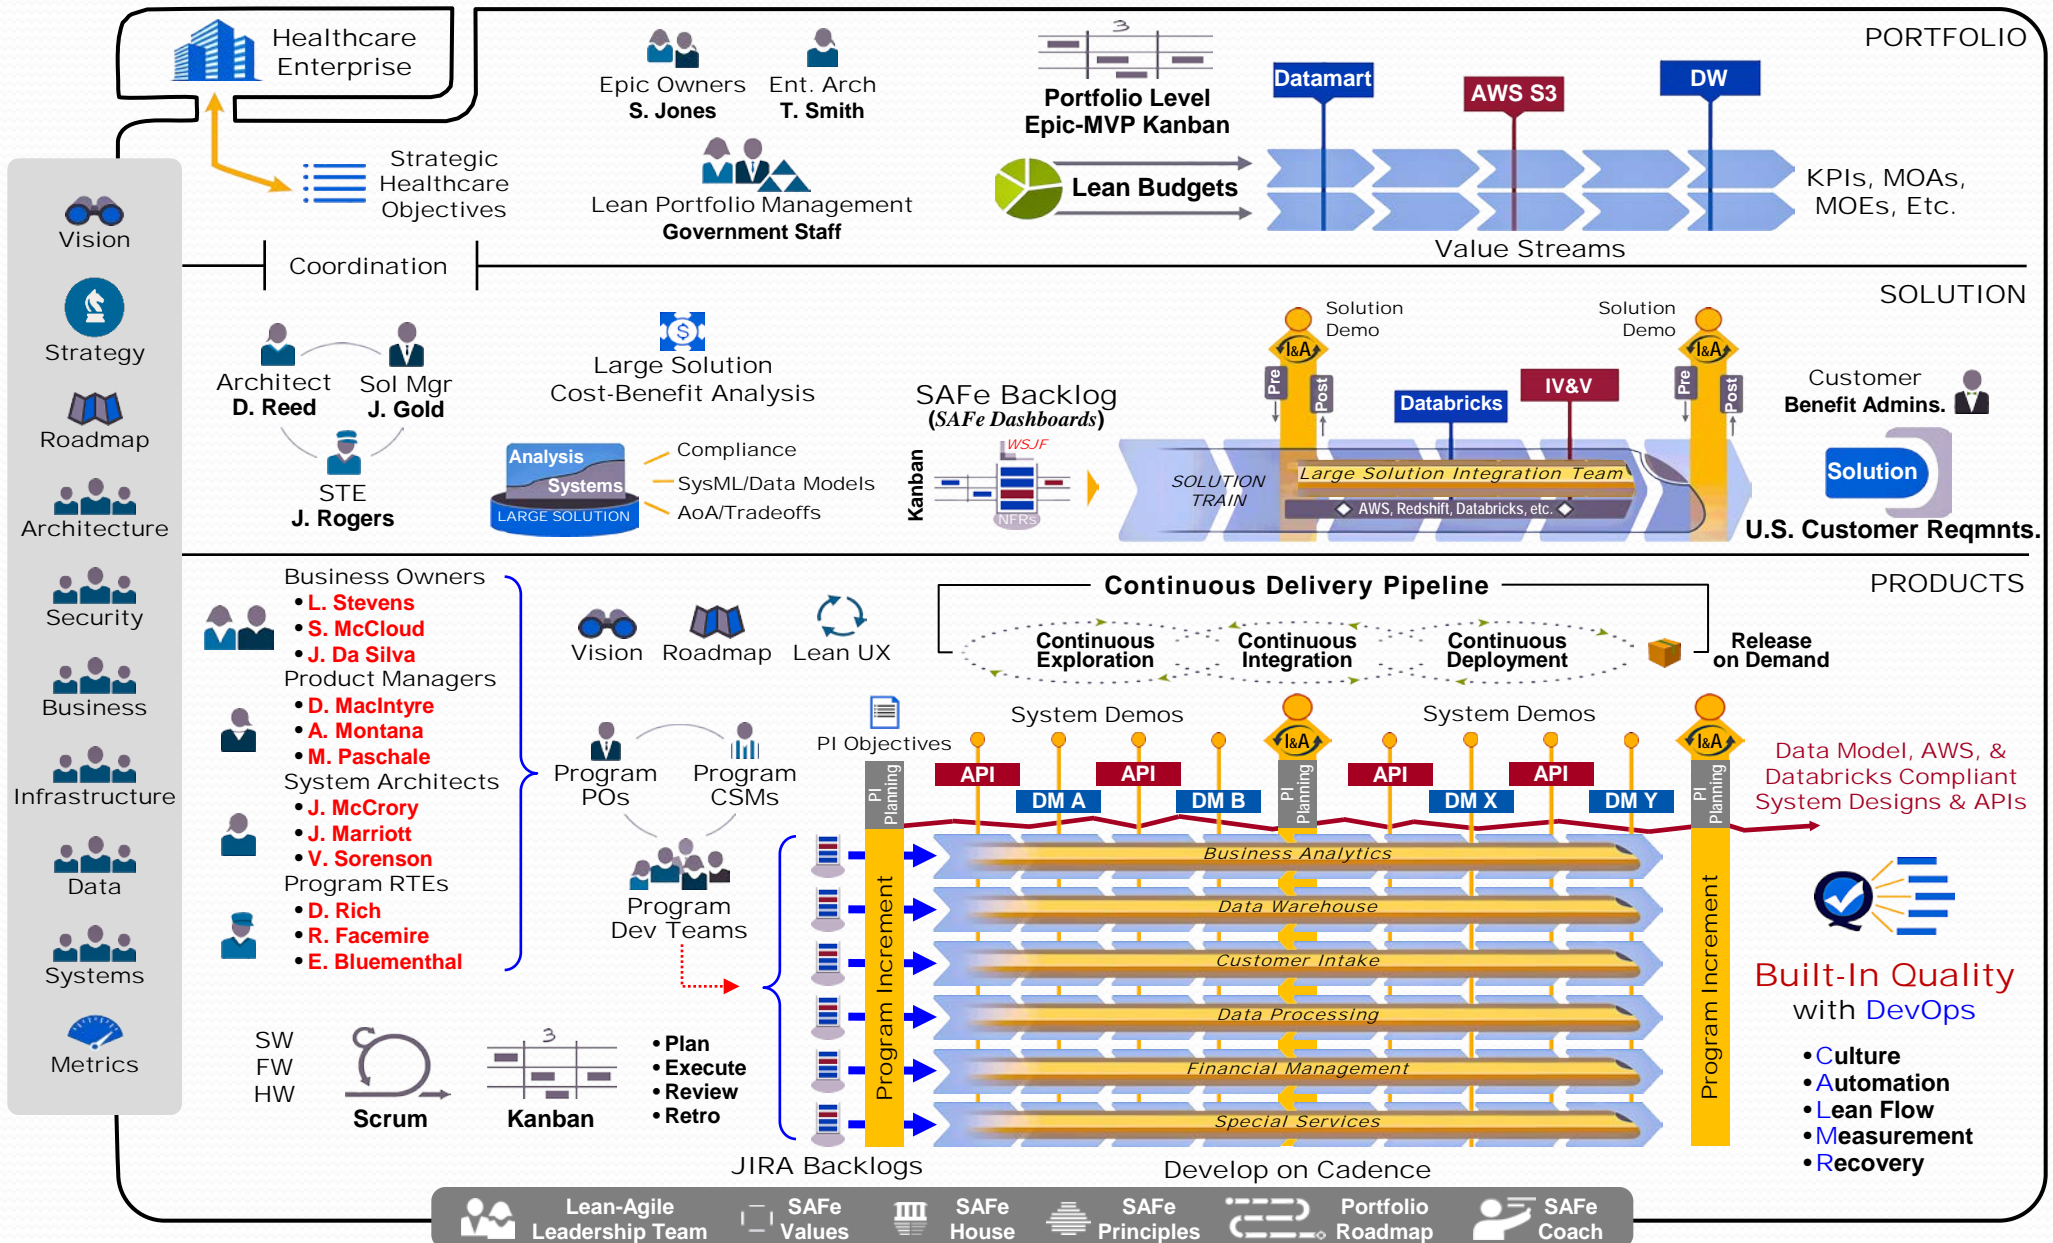 Healthcare
Enterprise
Epic Owners
S. Jones
Ent. Arch
T. Smith
3
Portfolio Level
Epic-MVP Kanban
Datamart
AWS S3
DW
PORTFOLIO
Strategic
Healthcare
Objectives
Lean Portfolio Management
Government Staff
Lean Budgets
KPIs, MOAs,
MOEs, Etc.
Value Streams
Coordination
Vision
Strategy
Roadmap
Architecture
Security
Business
Infrastructure
Data
Systems
Metrics
SOLUTION
Architect
D. Reed
Sol Mgr
J. Gold
STE
J. Rogers
$
Large Solution
Cost-Benefit Analysis
Analysis
Systems
LARGE SOLUTION
Compliance
SysML/Data Models
AoA/Tradeoffs
SAFe Backlog
(SAFe Dashboards)
Kanban
WSJF
NFRs
Solution
Demo
I&A
Pre
Post
Databricks
IV&V
Solution
Demo
I&A
Pre
Post
SOLUTION
TRAIN
Large Solution Integration Team
AWS, Redshift, Databricks, etc.
Customer
Benefit Admins.
Solution
U.S. Customer Reqmnts.
PRODUCTS
Business Owners
• L. Stevens
• S. McCloud
• J. Da Silva
Product Managers
• D. MacIntyre
• A. Montana
• M. Paschale
System Architects
• J. McCrory
• J. Marriott
• V. Sorenson
Program RTEs
• D. Rich
• R. Facemire
• E. Bluementhal
Vision
Roadmap
Lean UX
Program
POs
Program
CSMs
Program
Dev Teams
SW
FW
HW
Scrum
3
Kanban
• Plan
• Execute
• Review
• Retro
Continuous Delivery Pipeline
Continuous
Exploration
Continuous
Integration
Continuous
Deployment
Release
on Demand
PI Objectives
System Demos
I&A
System Demos
I&A
PI
Planning
API
DM A
API
DM B
PI
Planning
API
DM X
API
DM Y
PI
Planning
Data Model, AWS, &
Databricks Compliant
System Designs & APIs
Program Increment
Business Analytics
Data Warehouse
Customer Intake
Data Processing
Financial Management
Special Services
Program Increment
JIRA Backlogs
Develop on Cadence
Built-In Quality
with DevOps
• Culture
• Automation
• Lean Flow
• Measurement
• Recovery
Lean-Agile
Leadership Team
SAFe
Values
SAFe
House
SAFe
Principles
Portfolio
Roadmap
SAFe
Coach